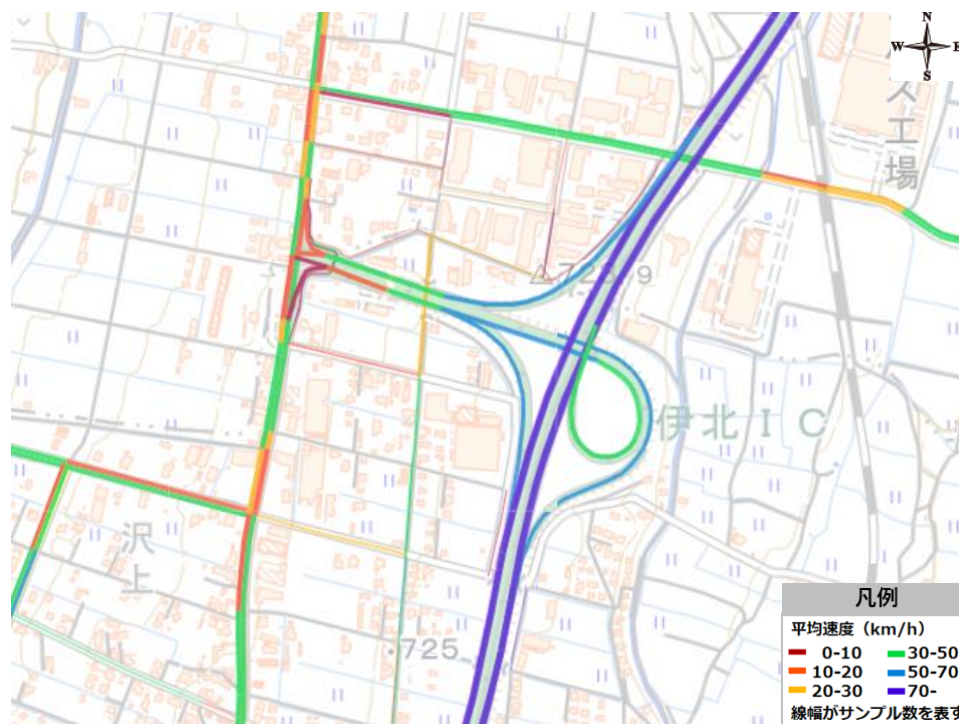 N
W E
S
ス工場
723.9
伊北IC
沢上
.725
凡例
平均速度（km/h）
0-10
30-50
10-20
50-70
20-30
70-
線幅がサンプル数を表す